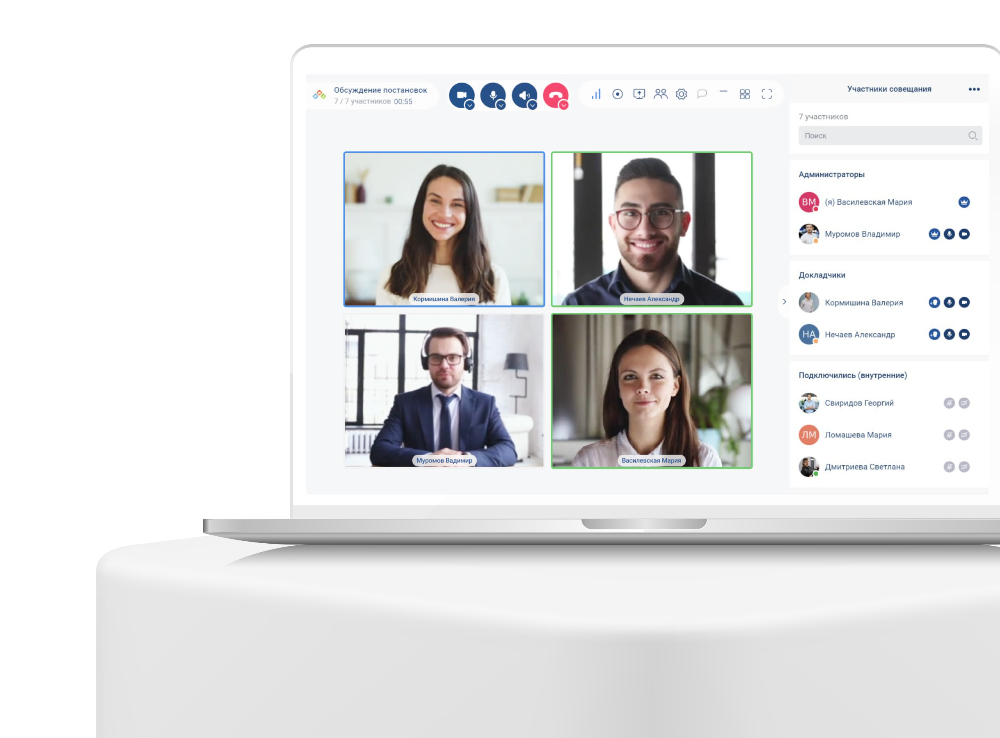 Обсуждение постановок
7 / 7 участников 00:55
Кормишина Валерия
Нечаев Александр
Муромов Вадимир
Василевская Мария
Участники совещания
7 участников
Поиск
Администраторы
ВМ (я) Василевская Мария
Муромов Владимир
Докладчики
Кормишина Валерия
НА Нечаев Александр
Подключились (внутренние)
Свиридов Георгий
ЛМ Ломашева Мария
Дмитриева Светлана